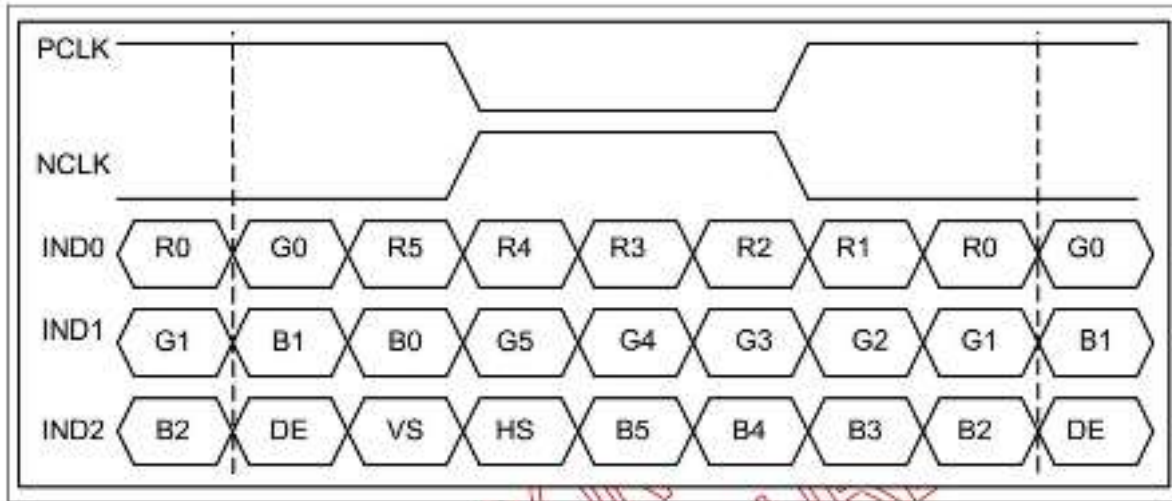 PCLK
NCLK
IND0 R0 G0 R5 R4 R3 R2 R1 R0 G0
IND1 G1 B1 B0 G5 G4 G3 G2 G1 B1
IND2 B2 DE VS HS B5 B4 B3 B2 DE